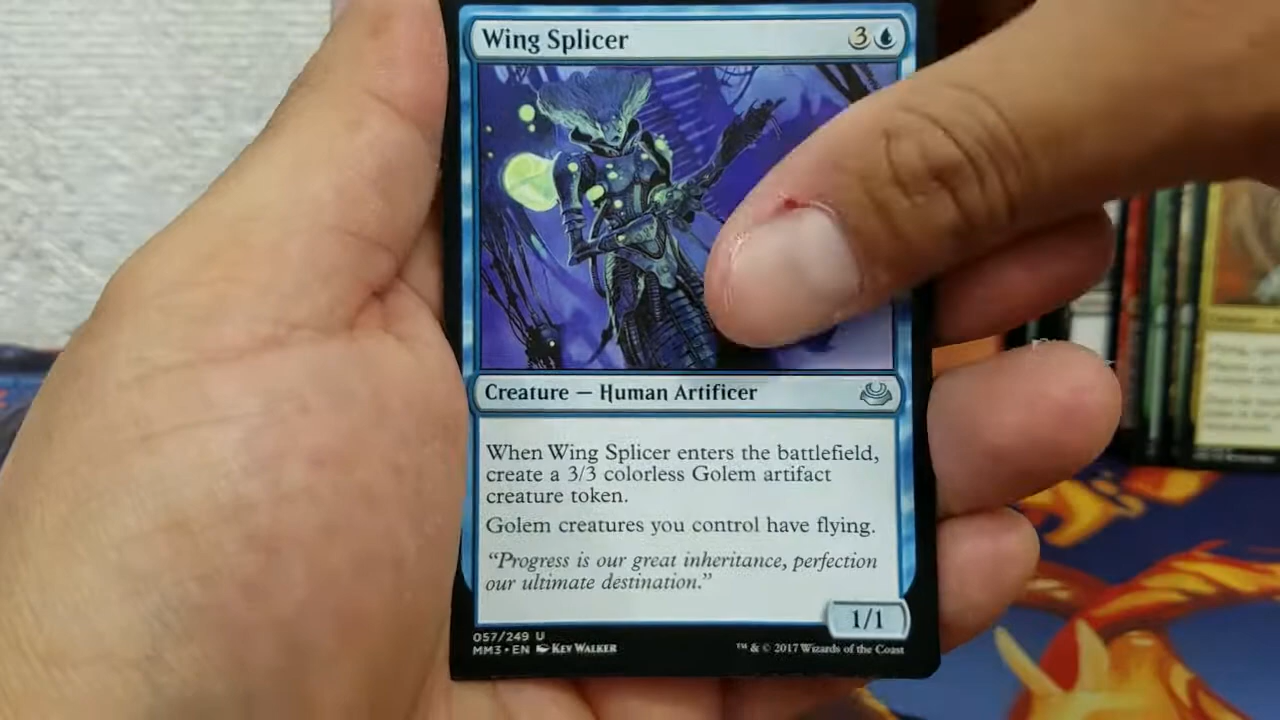 Wing Splicer 3
Creature — Human Artificer
When Wing Splicer enters the battlefield,
create a 3/3 colorless Golem artifact
creature token.
Golem creatures you control have flying.
“Progress is our great inheritance, perfection
our ultimate destination.”
1/1
057/249 U
MM3 • EN Kev Walker ™ & © 2017 Wizards of the Coast